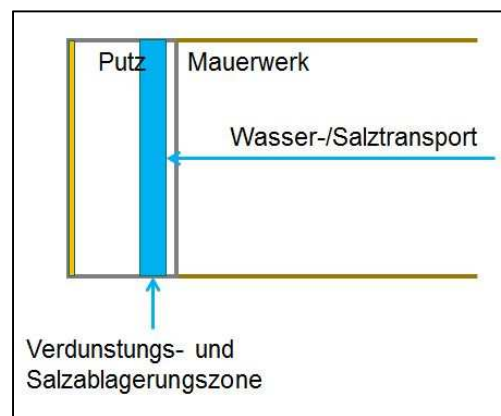 Putz Mauerwerk
Wasser-/Salztransport
Verdunstungs- und
Salzablagerungszone